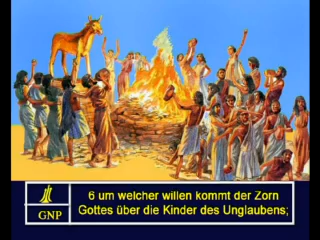 6 um welcher willen kommt der Zorn
Gottes über die Kinder des Unglaubens;
GNP